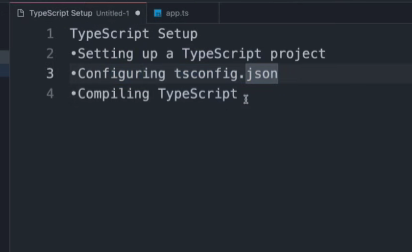 TypeScript Setup Untitled-1 ● app.ts
1 TypeScript Setup
2 •Setting up a TypeScript project
3 •Configuring tsconfig.json
4 •Compiling TypeScript